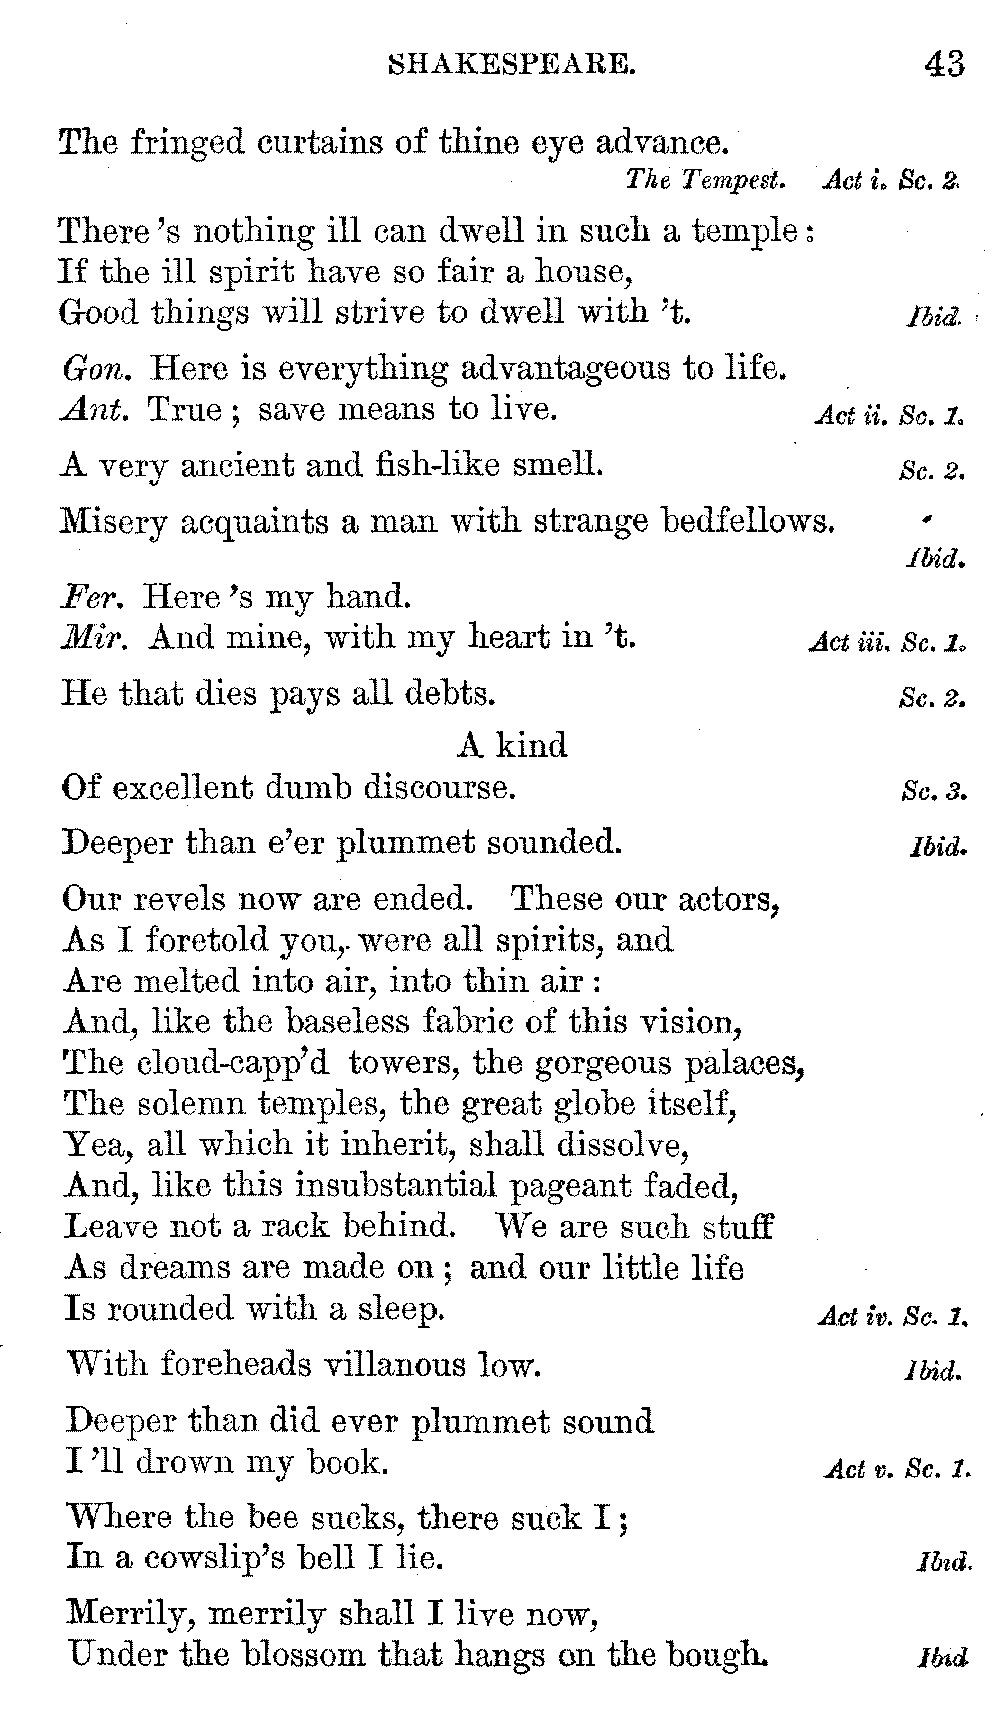 SHAKESPEARE. 43
The fringed curtains of thine eye advance.
The Tempest. Act i. Sc. 2.
There 's nothing ill can dwell in such a temple:
If the ill spirit have so fair a house,
Good things will strive to dwell with 't. Ibid.
Gon. Here is everything advantageous to life.
Ant. True; save means to live. Act ii. Sc. 1.
A very ancient and fish-like smell. Sc. 2.
Misery acquaints a man with strange bedfellows.
Ibid.
Fer. Here 's my hand.
Mir. And mine, with my heart in 't. Act iii. Sc. 1.
He that dies pays all debts. Sc. 2.
A kind
Of excellent dumb discourse. Sc. 3.
Deeper than e'er plummet sounded. Ibid.
Our revels now are ended. These our actors,
As I foretold you, were all spirits, and
Are melted into air, into thin air:
And, like the baseless fabric of this vision,
The cloud-capp'd towers, the gorgeous palaces,
The solemn temples, the great globe itself,
Yea, all which it inherit, shall dissolve,
And, like this insubstantial pageant faded,
Leave not a rack behind. We are such stuff
As dreams are made on; and our little life
Is rounded with a sleep. Act iv. Sc. 1.
With foreheads villanous low. Ibid.
Deeper than did ever plummet sound
I 'll drown my book. Act v. Sc. 1.
Where the bee sucks, there suck I;
In a cowslip's bell I lie. Ibid.
Merrily, merrily shall I live now,
Under the blossom that hangs on the bough. Ibid